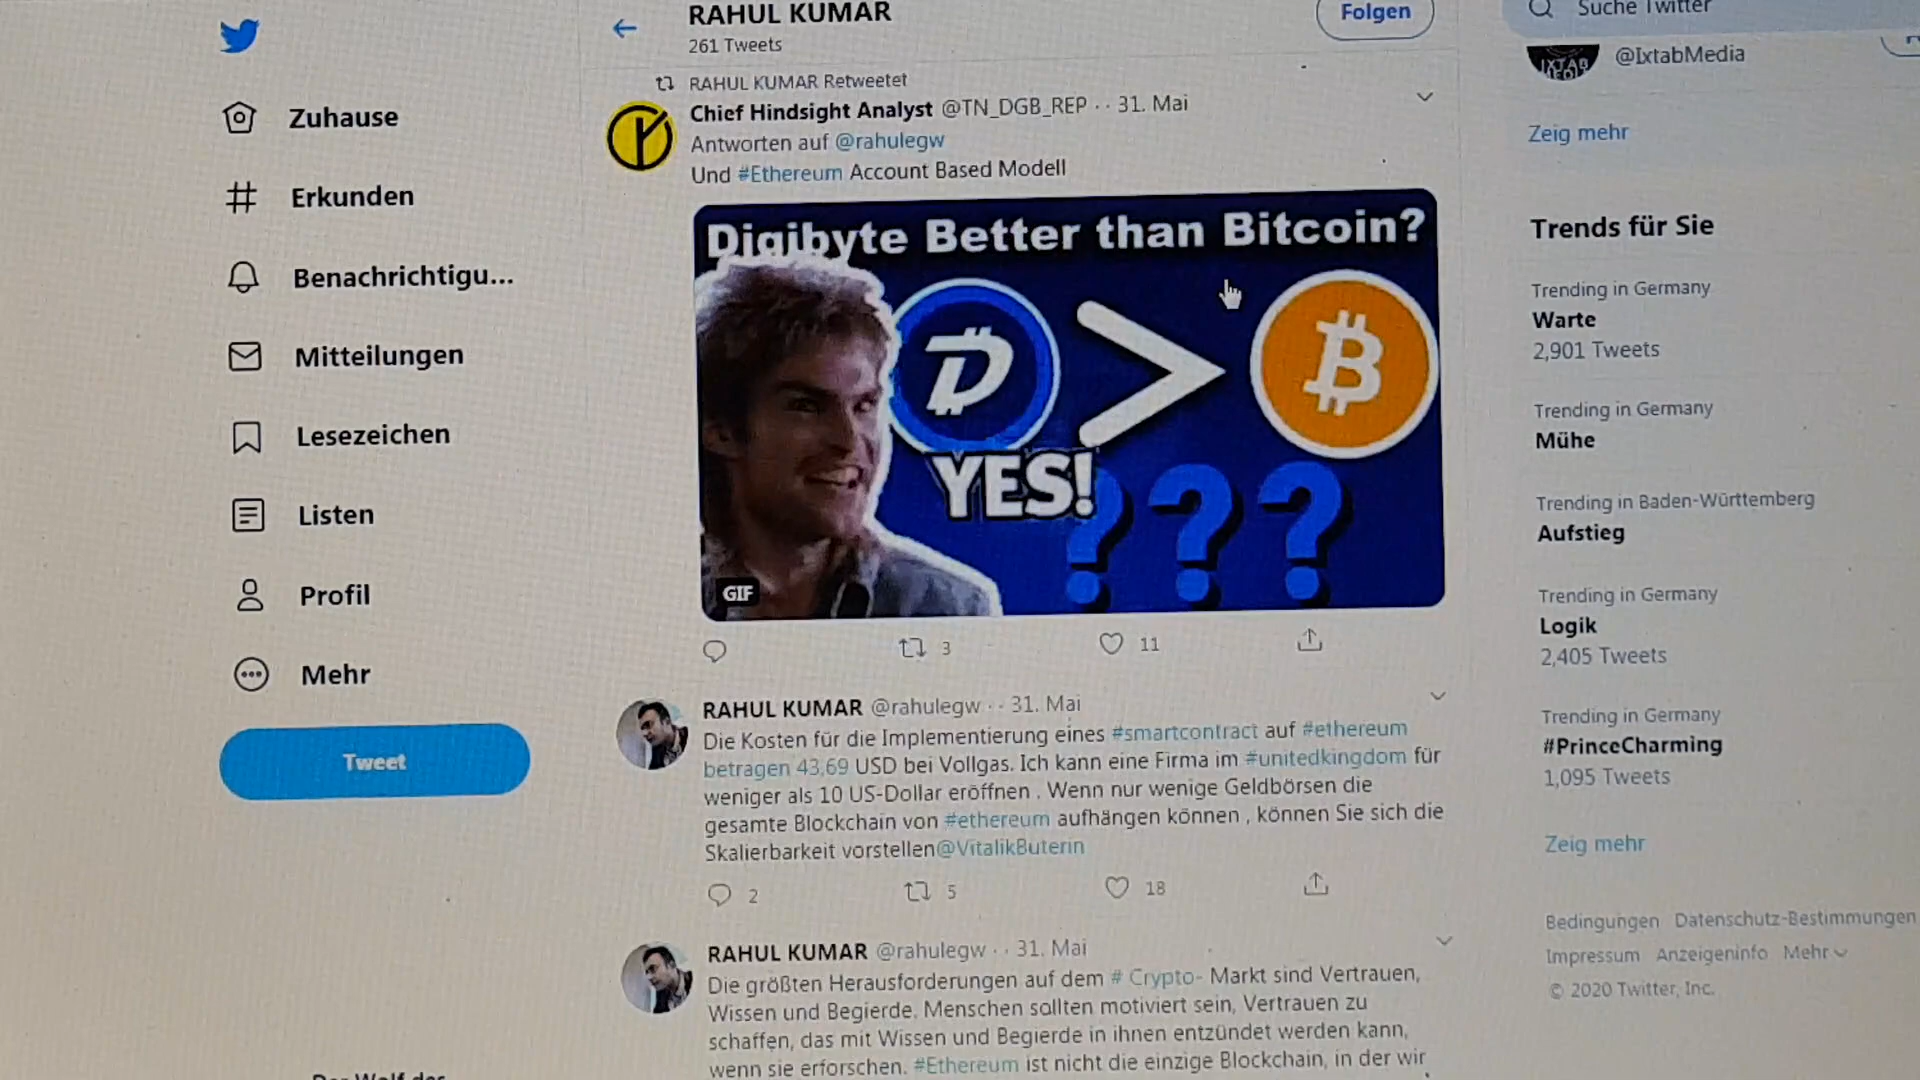 RAHUL KUMAR
261 Tweets
Folgen
Suche Twitter
@IxtabMedia
Zeig mehr
Zuhause
Erkunden
Benachrichtigu...
Mitteilungen
Lesezeichen
Listen
Profil
Mehr
Tweet
RAHUL KUMAR Retweetet
Chief Hindsight Analyst @TN_DGB_REP · · 31. Mai
Antworten auf @rahulegw
Und #Ethereum Account Based Modell
Digibyte Better than Bitcoin?
YES!
???
GIF
3
11
RAHUL KUMAR @rahulegw · · 31. Mai
Die Kosten für die Implementierung eines #smartcontract auf #ethereum
betragen 43,69 USD bei Vollgas. Ich kann eine Firma im #unitedkingdom für
weniger als 10 US-Dollar eröffnen . Wenn nur wenige Geldbörsen die
gesamte Blockchain von #ethereum aufhängen können , können Sie sich die
Skalierbarkeit vorstellen@VitalikButerin
2
5
18
RAHUL KUMAR @rahulegw · · 31. Mai
Die größten Herausforderungen auf dem # Crypto- Markt sind Vertrauen,
Wissen und Begierde. Menschen sollten motiviert sein, Vertrauen zu
schaffen, das mit Wissen und Begierde in ihnen entzündet werden kann,
wenn sie erforschen. #Ethereum ist nicht die einzige Blockchain, in der wir
Trends für Sie
Trending in Germany
Warte
2,901 Tweets
Trending in Germany
Mühe
Trending in Baden-Württemberg
Aufstieg
Trending in Germany
Logik
2,405 Tweets
Trending in Germany
#PrinceCharming
1,095 Tweets
Zeig mehr
Bedingungen Datenschutz-Bestimmungen
Impressum Anzeigeninfo Mehr
© 2020 Twitter, Inc.